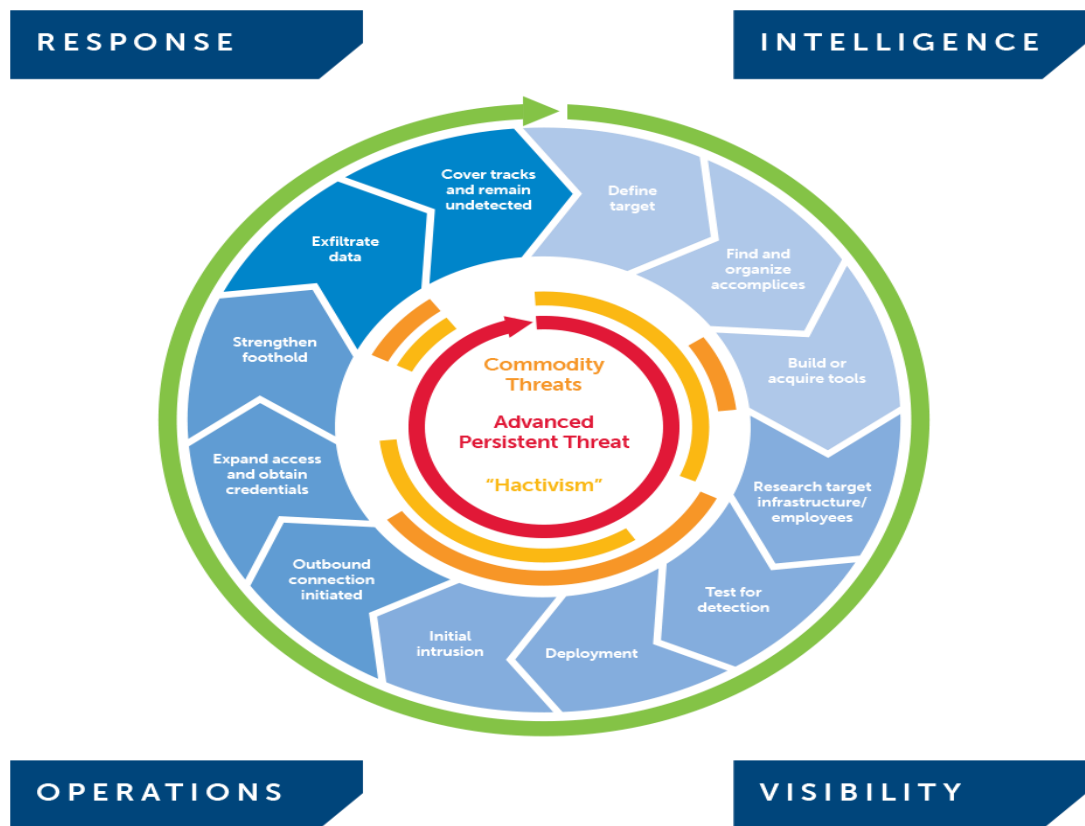 RESPONSE
INTELLIGENCE
Cover tracks
and remain
undetected
Define
target
Find and
organize
accomplices
Build or
acquire tools
Research target
infrastructure/
employees
Test for
detection
Deployment
Initial
intrusion
Outbound
connection
initiated
Expand access
and obtain
credentials
Strengthen
foothold
Exfiltrate
data
Commodity
Threats
Advanced
Persistent Threat
“Hactivism”
OPERATIONS
VISIBILITY